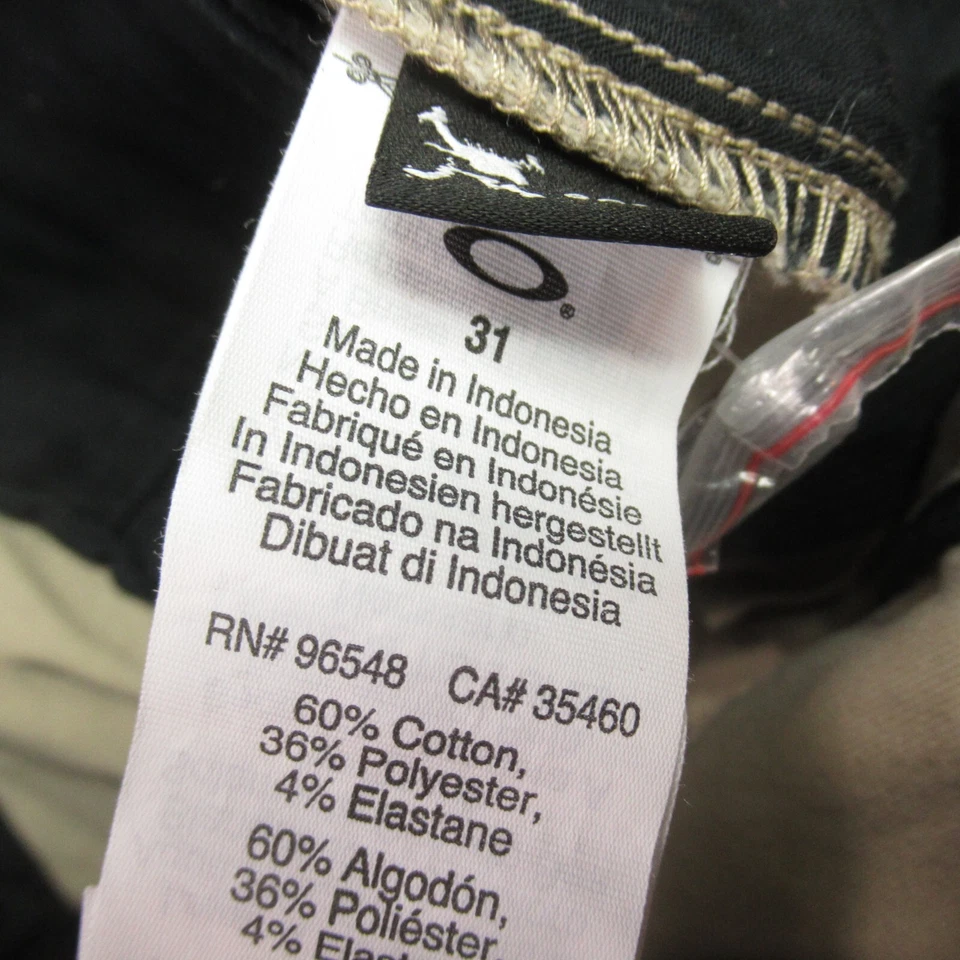 ®
31
Made in Indonesia
Hecho en Indonesia
Fabriqué en Indonésie
In Indonesien hergestellt
Fabricado na Indonésia
Dibuat di Indonesia
RN# 96548 CA# 35460
60% Cotton,
36% Polyester,
4% Elastane
60% Algodón,
36% Poliéster,
4%